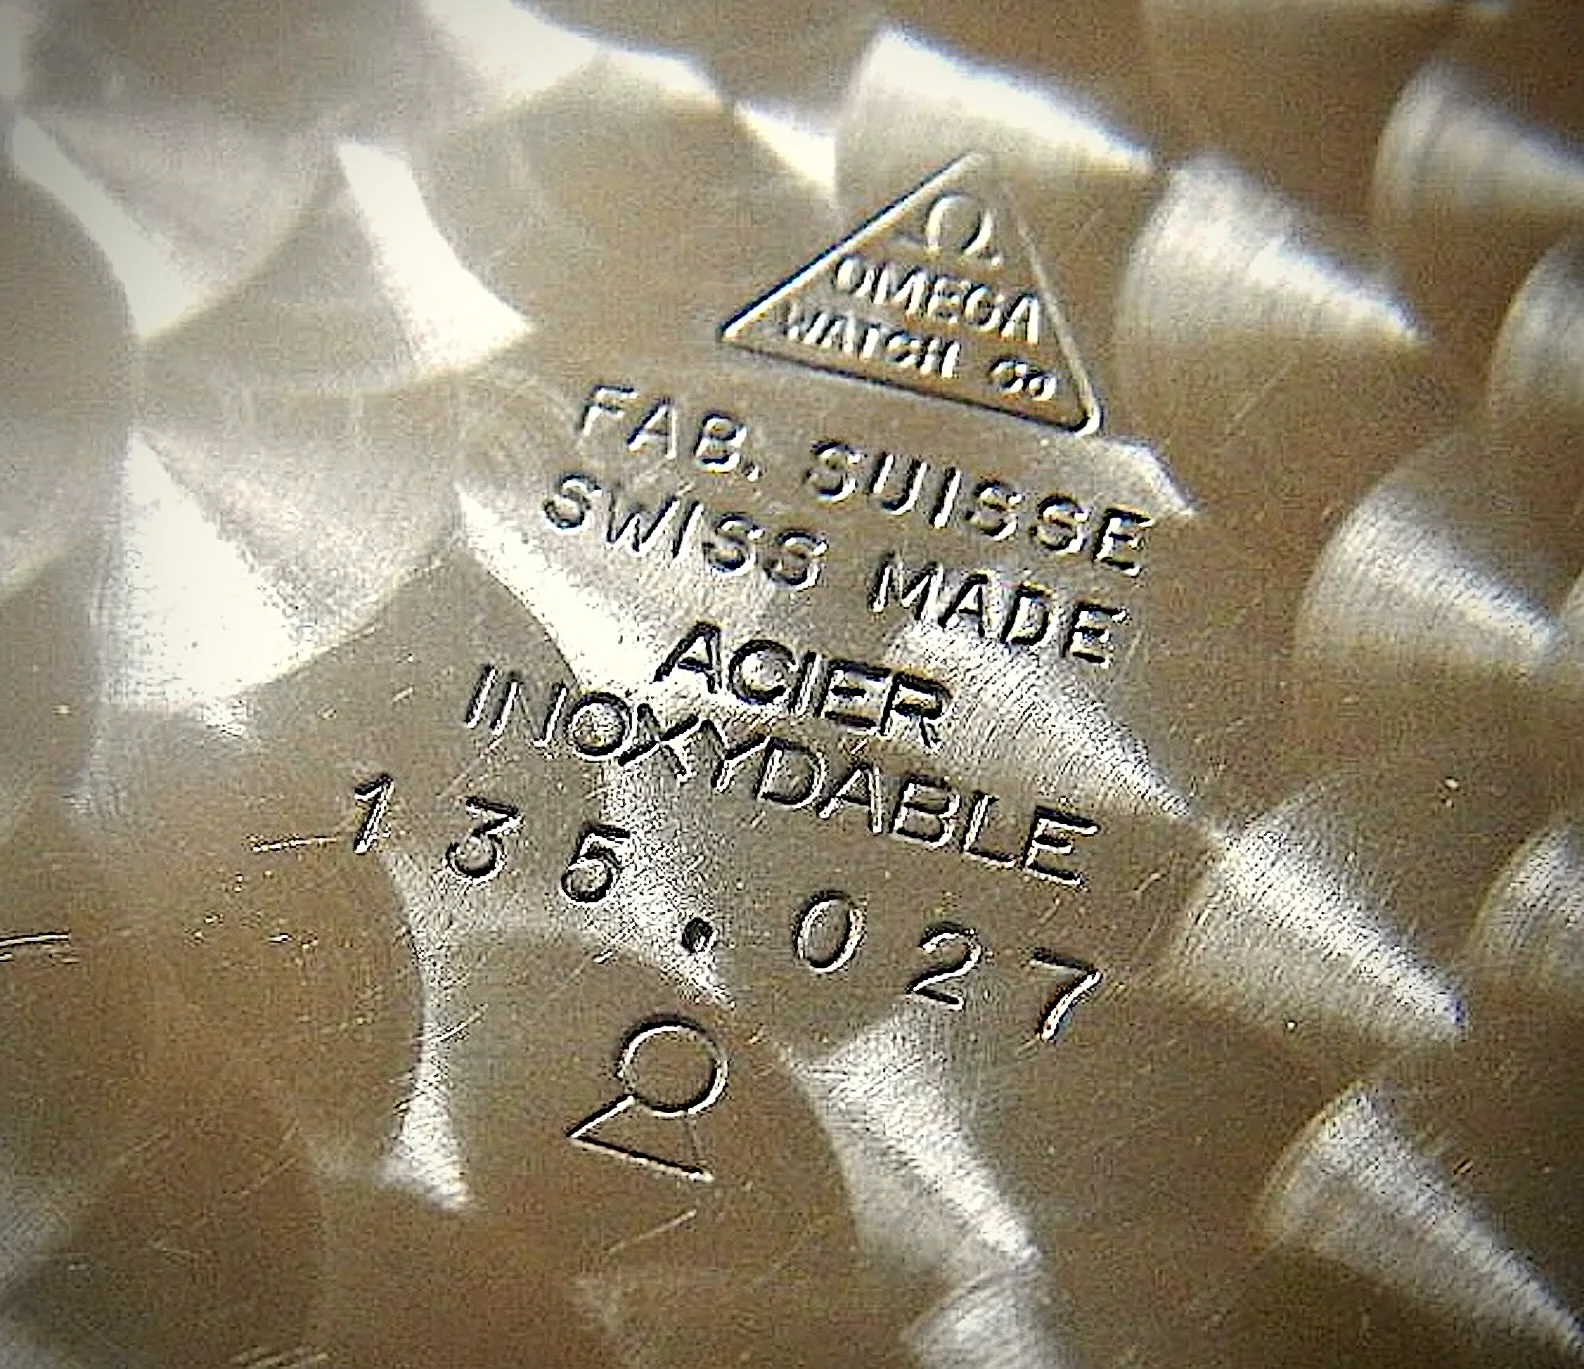 Ω
OMEGA
WATCH Co
FAB. SUISSE
SWISS MADE
ACIER
INOXYDABLE
135.027